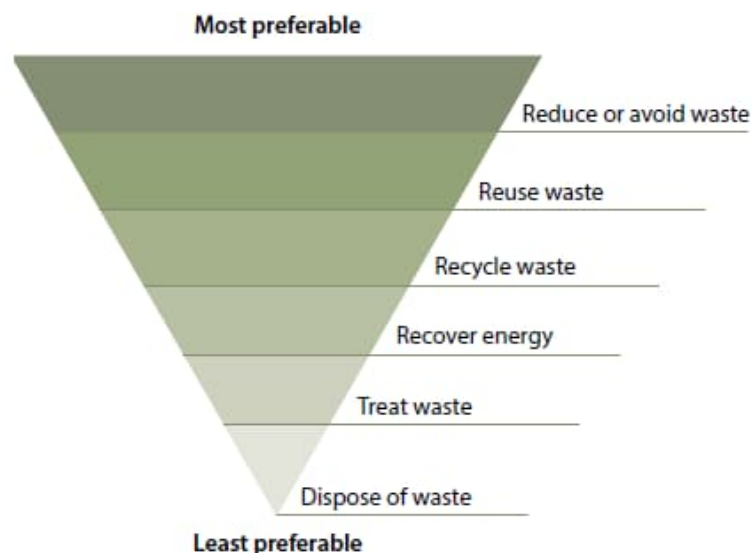 Most preferable
Reduce or avoid waste
Reuse waste
Recycle waste
Recover energy
Treat waste
Dispose of waste
Least preferable